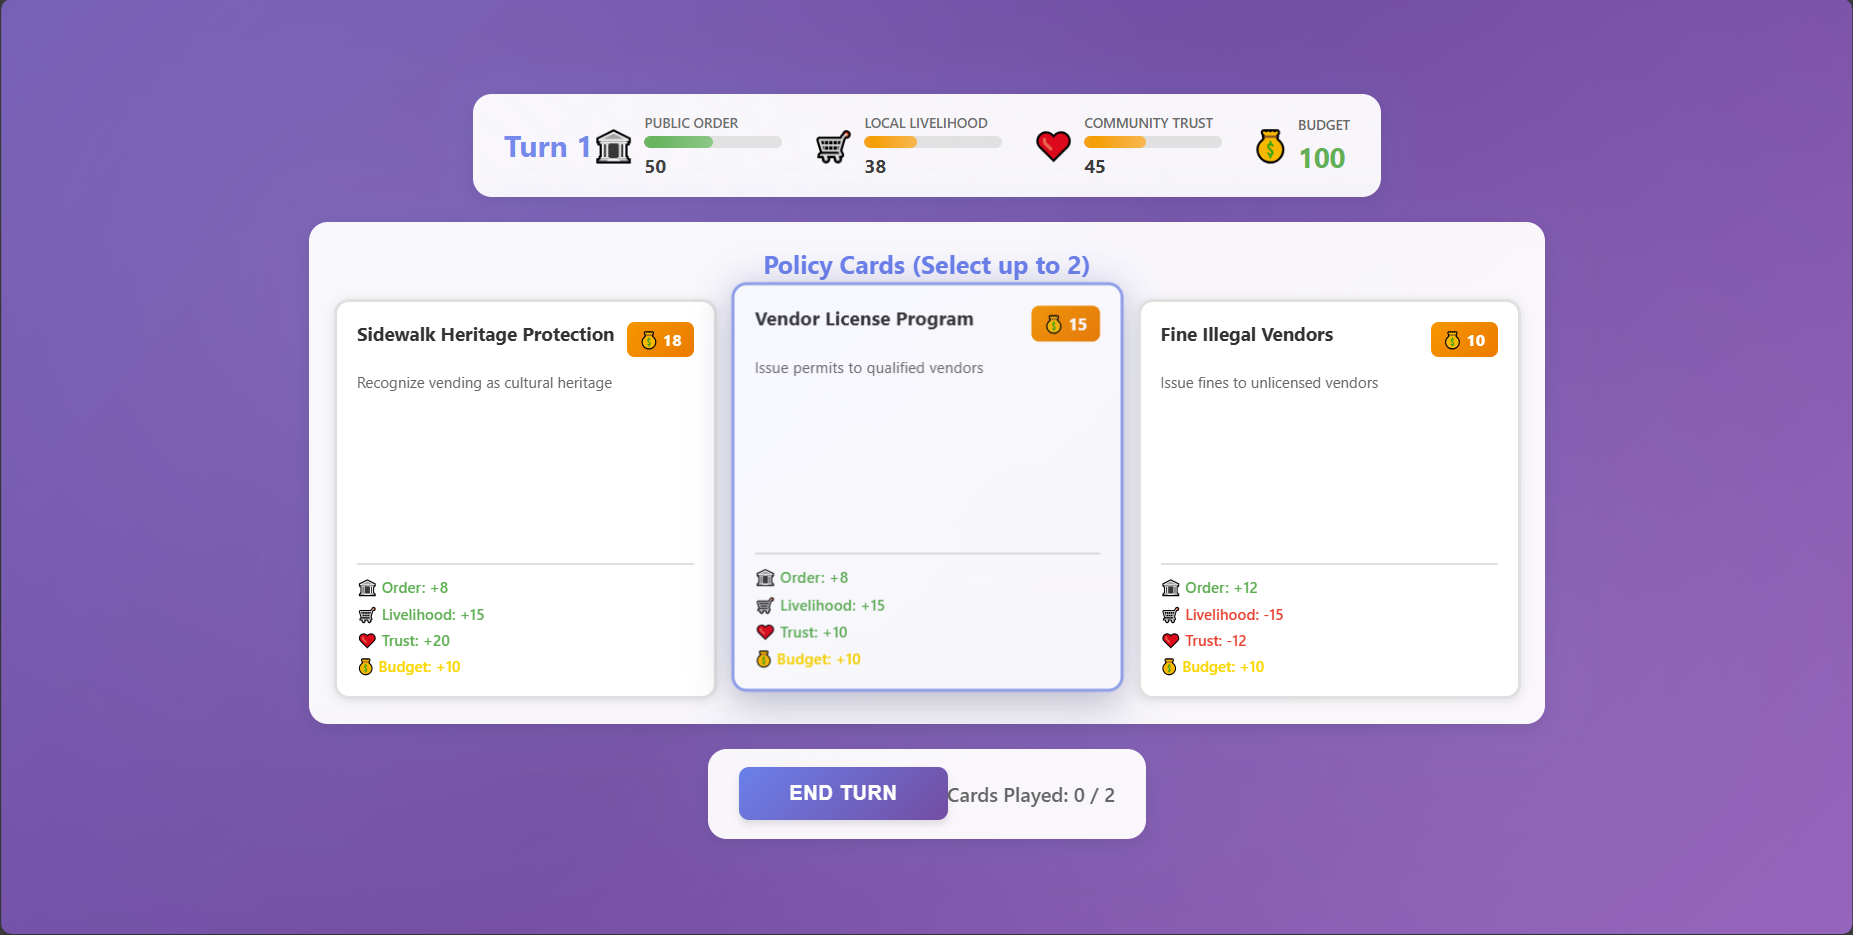 Turn 1
PUBLIC ORDER
50
LOCAL LIVELIHOOD
38
COMMUNITY TRUST
45
BUDGET
100
Policy Cards (Select up to 2)
Sidewalk Heritage Protection
18
Recognize vending as cultural heritage
Order: +8
Livelihood: +15
Trust: +20
Budget: +10
Vendor License Program
15
Issue permits to qualified vendors
Order: +8
Livelihood: +15
Trust: +10
Budget: +10
Fine Illegal Vendors
10
Issue fines to unlicensed vendors
Order: +12
Livelihood: -15
Trust: -12
Budget: +10
END TURN
Cards Played: 0 / 2